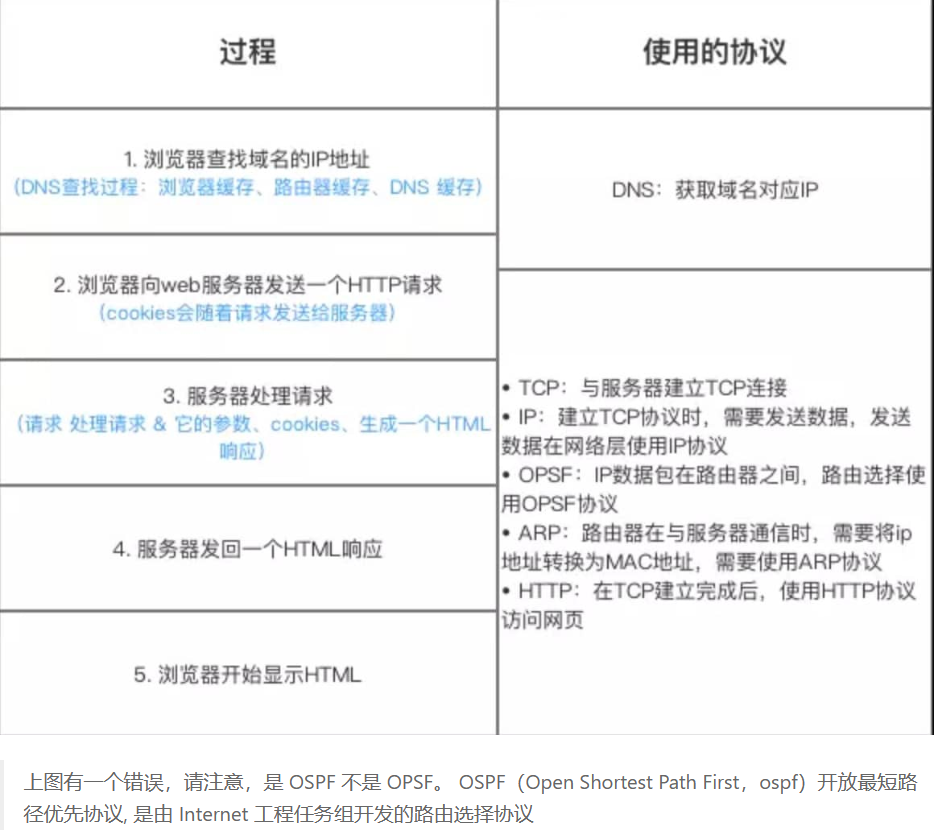 过程
使用的协议
1. 浏览器查找域名的IP地址
（DNS查找过程：浏览器缓存、路由器缓存、DNS 缓存）
DNS：获取域名对应IP
2. 浏览器向web服务器发送一个HTTP请求
（cookies会随着请求发送给服务器）
3. 服务器处理请求
（请求 处理请求 & 它的参数、cookies、生成一个HTML
响应）
4. 服务器发回一个HTML响应
5. 浏览器开始显示HTML
• TCP：与服务器建立TCP连接
• IP：建立TCP协议时，需要发送数据，发送
数据在网络层使用IP协议
• OPSF：IP数据包在路由器之间，路由选择使
用OPSF协议
• ARP：路由器在与服务器通信时，需要将ip
地址转换为MAC地址，需要使用ARP协议
• HTTP：在TCP建立完成后，使用HTTP协议
访问网页
上图有一个错误，请注意，是 OSPF 不是 OPSF。 OSPF（Open Shortest Path First，ospf）开放最短路
径优先协议, 是由 Internet 工程任务组开发的路由选择协议